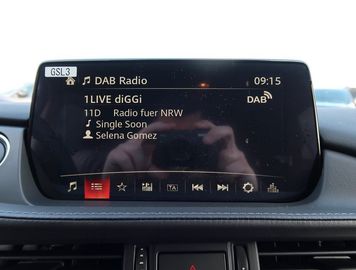 GSL3
DAB Radio 09:15
1LIVE diGGi DAB
11D Radio fuer NRW
Single Soon
Selena Gomez
TA